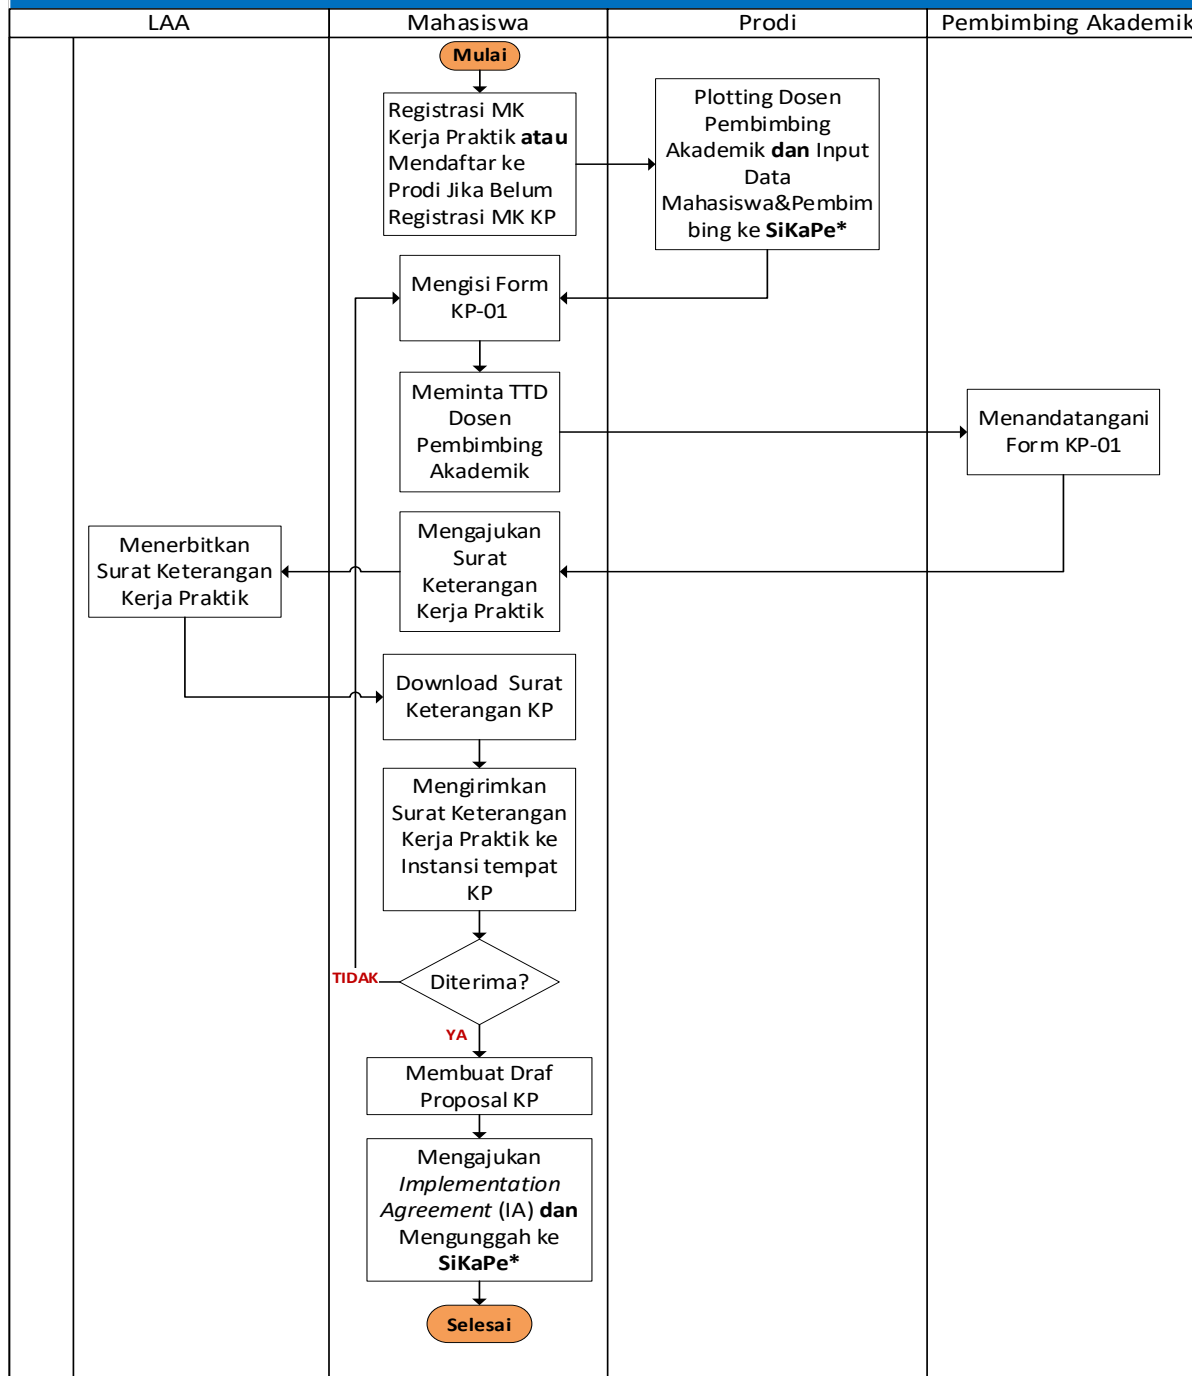 LAA
Mahasiswa
Prodi
Pembimbing Akademik
Mulai
Registrasi MK
Kerja Praktik atau
Mendaftar ke
Prodi Jika Belum
Registrasi MK KP
Plotting Dosen
Pembimbing
Akademik dan Input
Data
Mahasiswa&Pembim
bing ke SiKaPe*
Mengisi Form
KP-01
Meminta TTD
Dosen
Pembimbing
Akademik
Menandatangani
Form KP-01
Mengajukan
Surat
Keterangan
Kerja Praktik
Menerbitkan
Surat Keterangan
Kerja Praktik
Download Surat
Keterangan KP
Mengirimkan
Surat Keterangan
Kerja Praktik ke
Instansi tempat
KP
Diterima?
TIDAK
YA
Membuat Draf
Proposal KP
Mengajukan
Implementation
Agreement (IA) dan
Mengunggah ke
SiKaPe*
Selesai